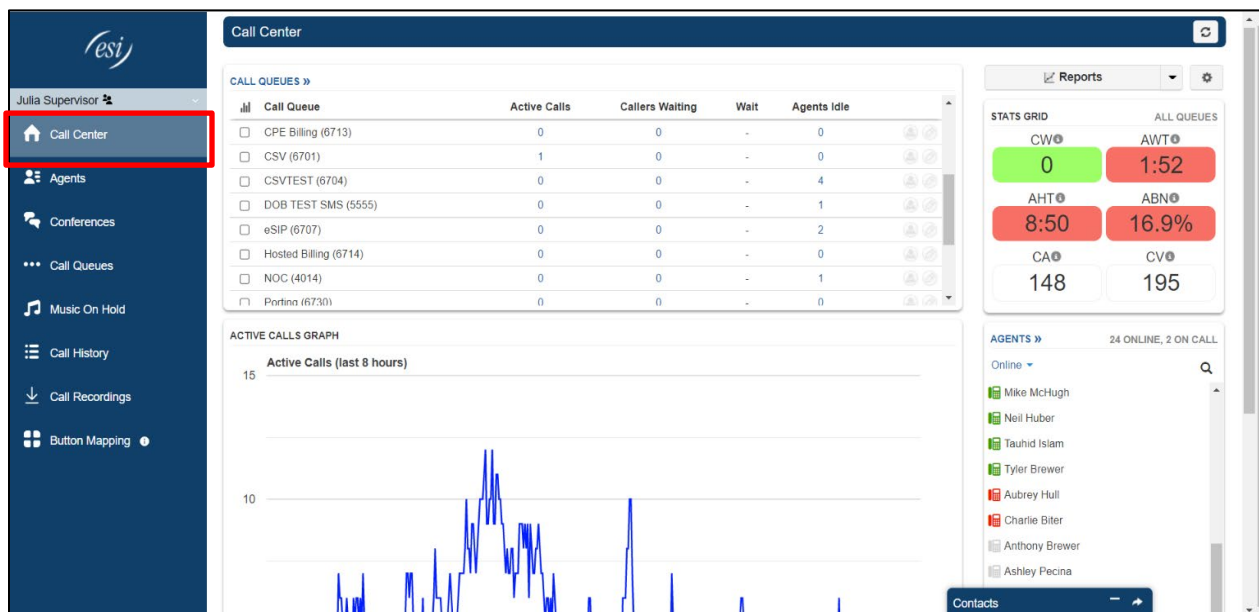 esi
Julia Supervisor
Call Center
Agents
Conferences
Call Queues
Music On Hold
Call History
Call Recordings
Button Mapping
Call Center
CALL QUEUES »
Call Queue Active Calls Callers Waiting Wait Agents Idle
CPE Billing (6713) 0 0 - 0
CSV (6701) 1 0 - 0
CSVTEST (6704) 0 0 - 4
DOB TEST SMS (5555) 0 0 - 1
eSIP (6707) 0 0 - 2
Hosted Billing (6714) 0 0 - 0
NOC (4014) 0 0 - 1
Porting (6730) 0 0 - 0
ACTIVE CALLS GRAPH
Active Calls (last 8 hours)
15
10
Reports
STATS GRID ALL QUEUES
CW AWT
0 1:52
AHT ABN
8:50 16.9%
CA CV
148 195
AGENTS » 24 ONLINE, 2 ON CALL
Online
Mike McHugh
Neil Huber
Tauhid Islam
Tyler Brewer
Aubrey Hull
Charlie Biter
Anthony Brewer
Ashley Pecina
Contacts